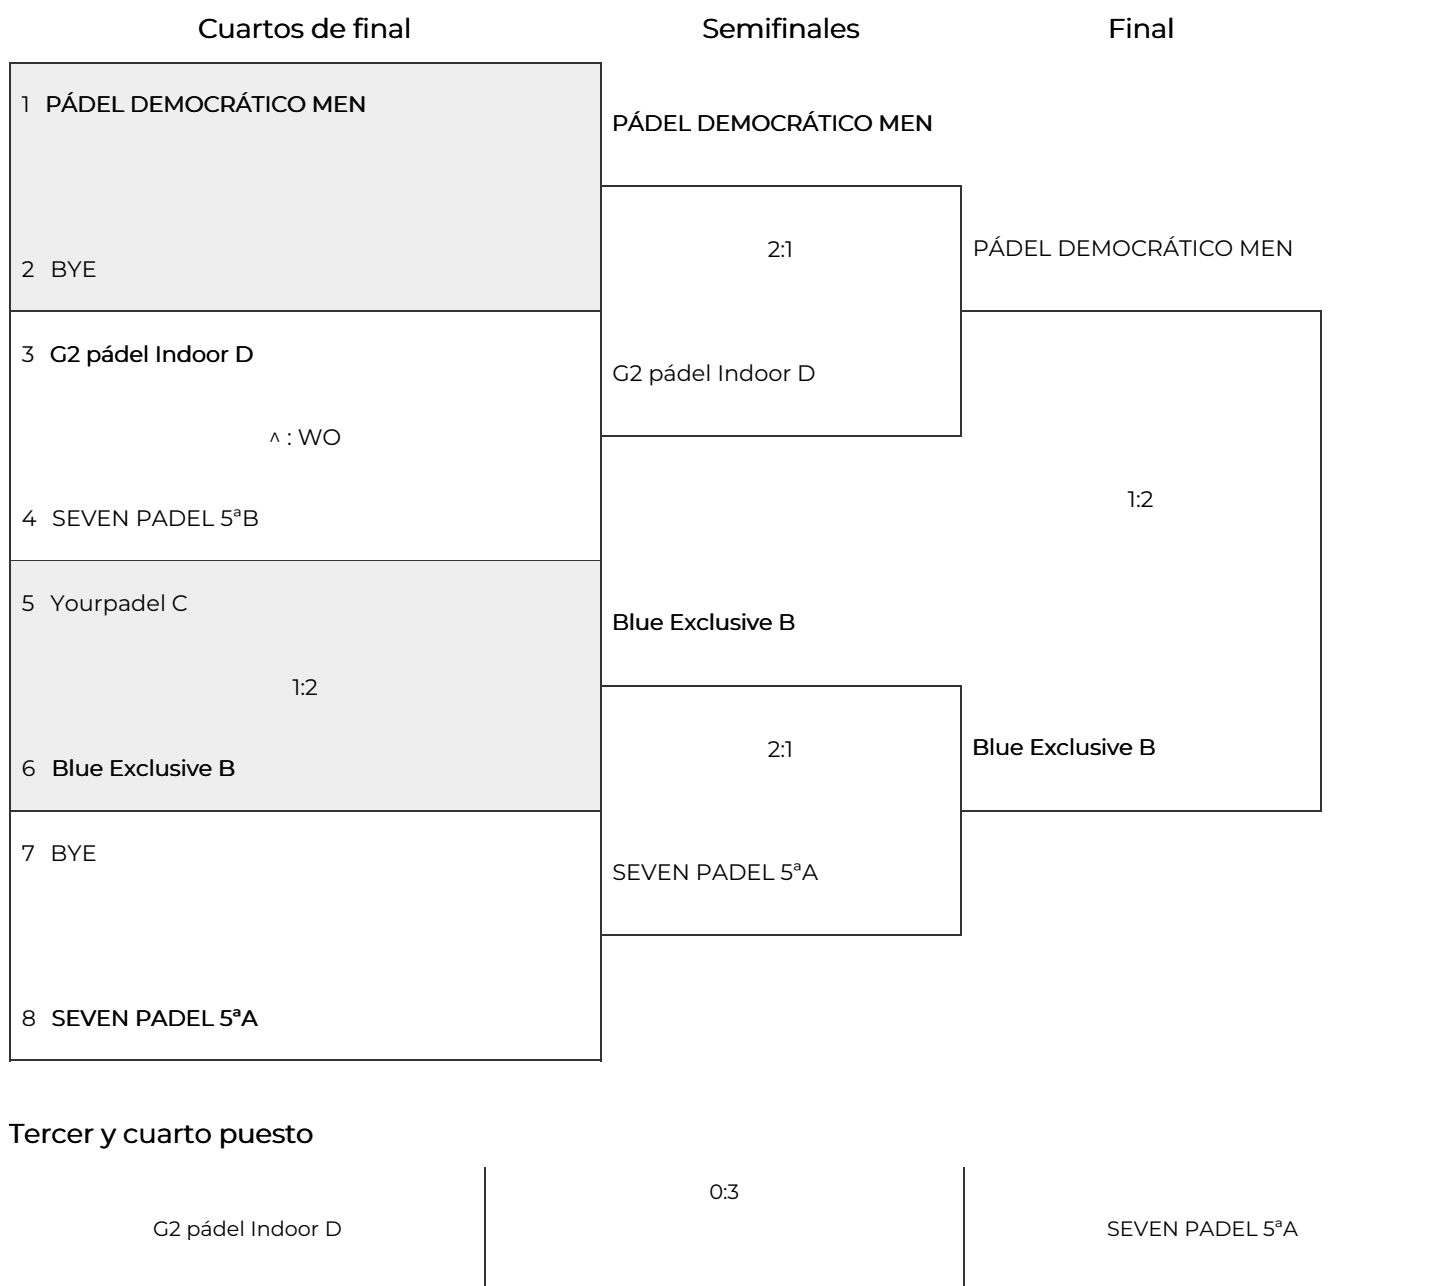 Cuartos de final
Semifinales
Final
1 PÁDEL DEMOCRÁTICO MEN
2 BYE
3 G2 pádel Indoor D
^ : WO
4 SEVEN PADEL 5ªB
5 Yourpadel C
1:2
6 Blue Exclusive B
7 BYE
8 SEVEN PADEL 5ªA
PÁDEL DEMOCRÁTICO MEN
2:1
G2 pádel Indoor D
Blue Exclusive B
2:1
SEVEN PADEL 5ªA
PÁDEL DEMOCRÁTICO MEN
1:2
Blue Exclusive B
Tercer y cuarto puesto
G2 pádel Indoor D
0:3
SEVEN PADEL 5ªA